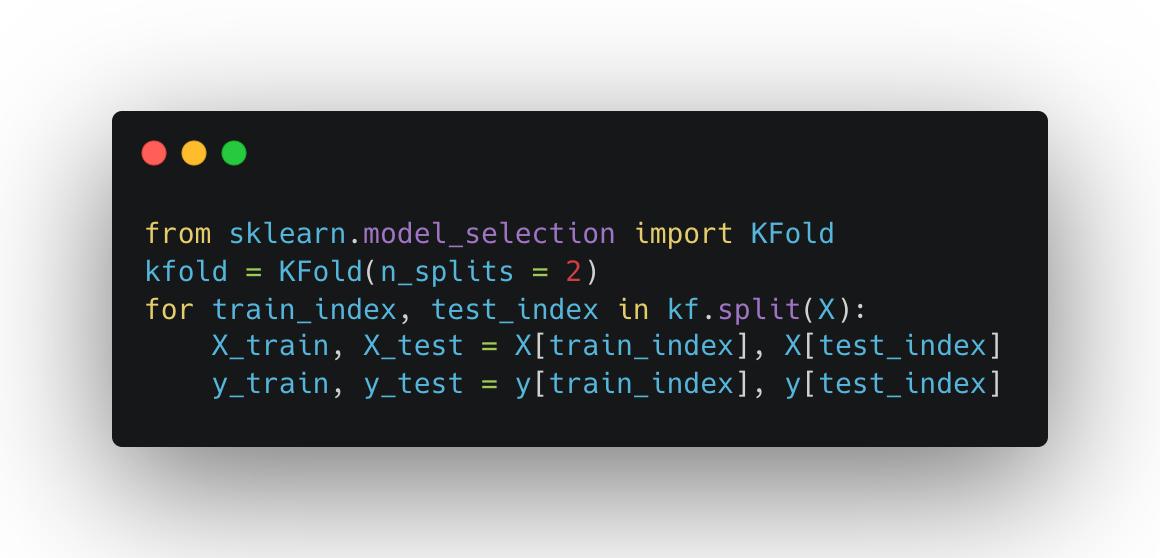 from sklearn.model_selection import KFold
kfold = KFold(n_splits = 2)
for train_index, test_index in kf.split(X):
    X_train, X_test = X[train_index], X[test_index]
    y_train, y_test = y[train_index], y[test_index]